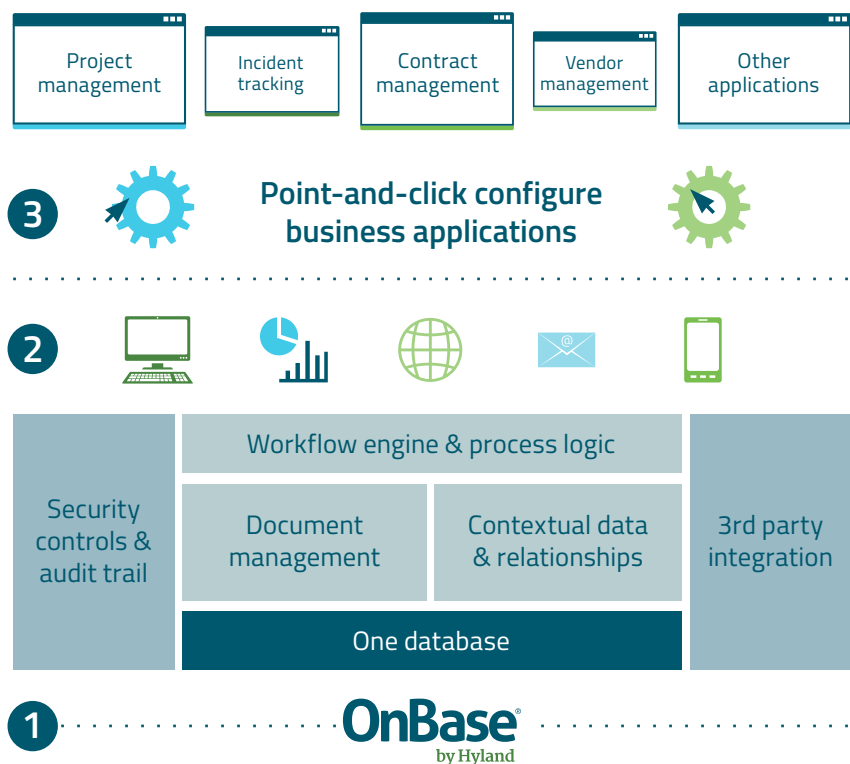 Project
management
Incident
tracking
Contract
management
Vendor
management
Other
applications
3
Point-and-click configure
business applications
2
@
Workflow engine & process logic
Security
controls &
audit trail
Document
management
Contextual data
& relationships
3rd party
integration
One database
1
OnBase®
by Hyland